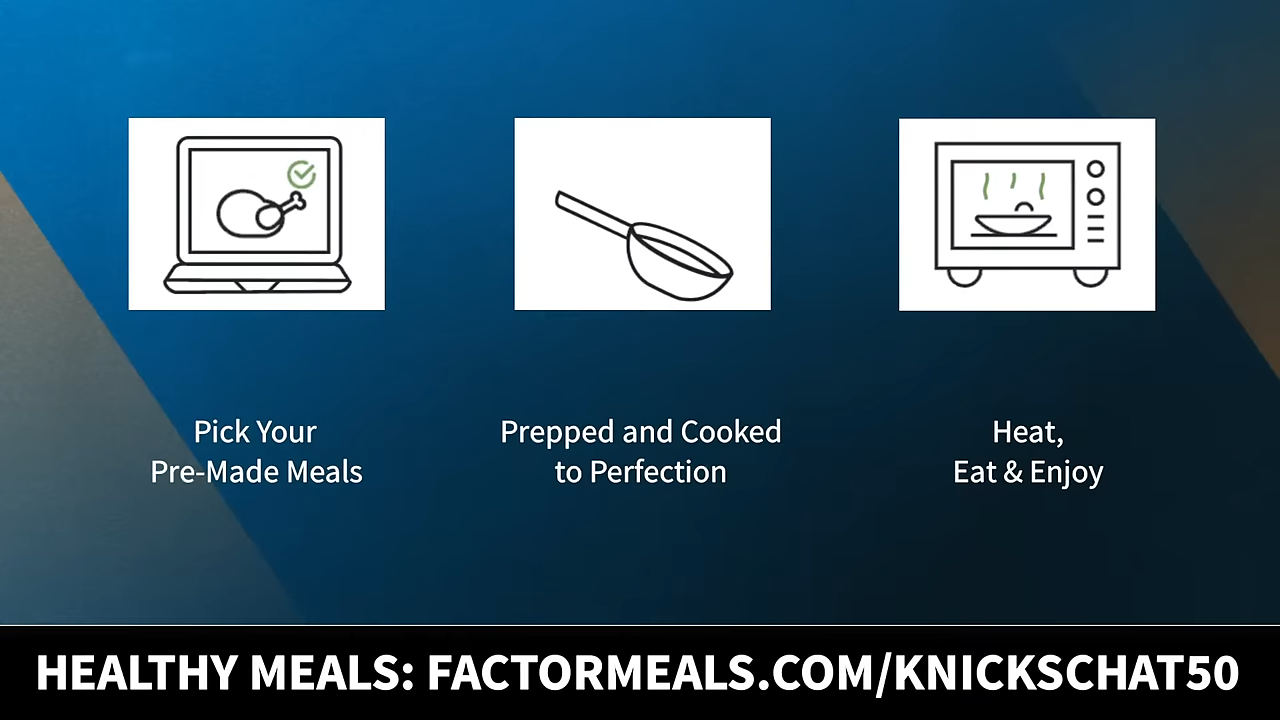 Pick Your
Pre-Made Meals
Prepped and Cooked
to Perfection
Heat,
Eat & Enjoy
HEALTHY MEALS: FACTORMEALS.COM/KNICKSCHAT50